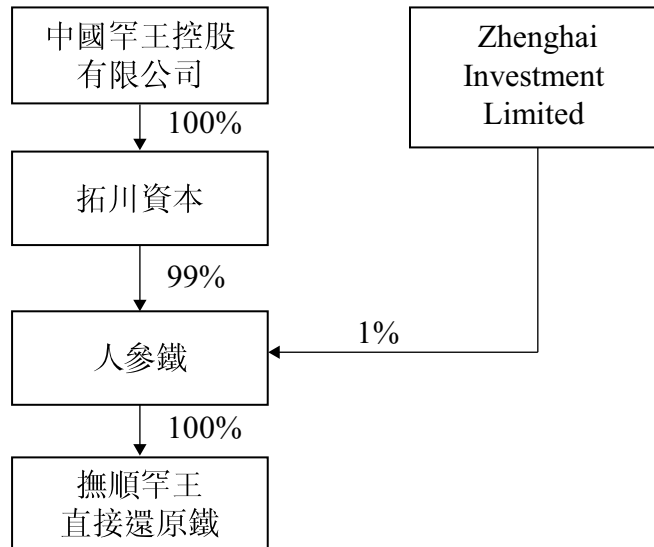 中國罕王控股
有限公司
Zhenghai
Investment
Limited
100%
拓川資本
99%
人參鐵
1%
100%
撫順罕王
直接還原鐵